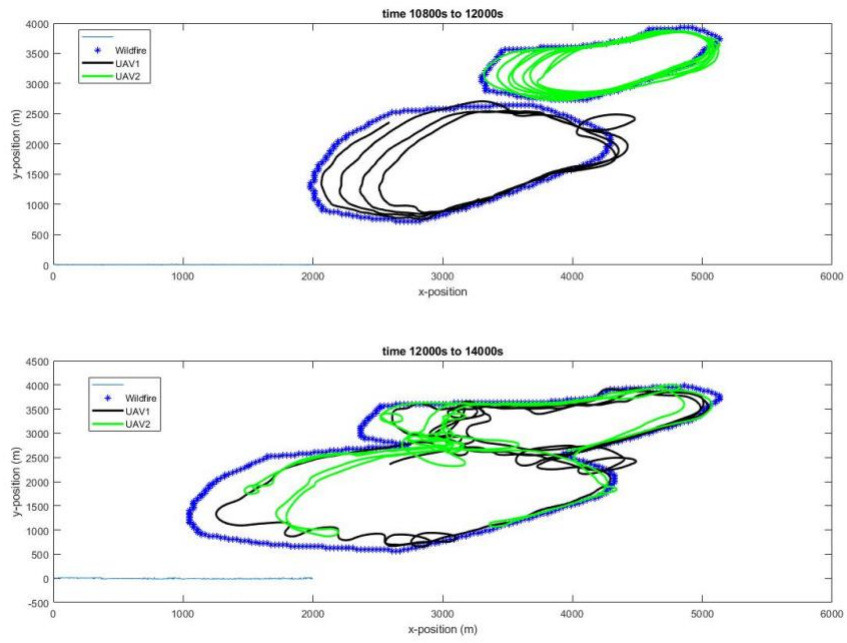 time 10800s to 12000s
4000
3500
3000
2500
2000
1500
1000
500
0
y-position (m)
Wildfire
UAV1
UAV2
0 1000 2000 3000 4000 5000 6000
x-position
time 12000s to 14000s
4500
4000
3500
3000
2500
2000
1500
1000
500
0
-500
y-position (m)
Wildfire
UAV1
UAV2
0 1000 2000 3000 4000 5000 6000
x-position (m)